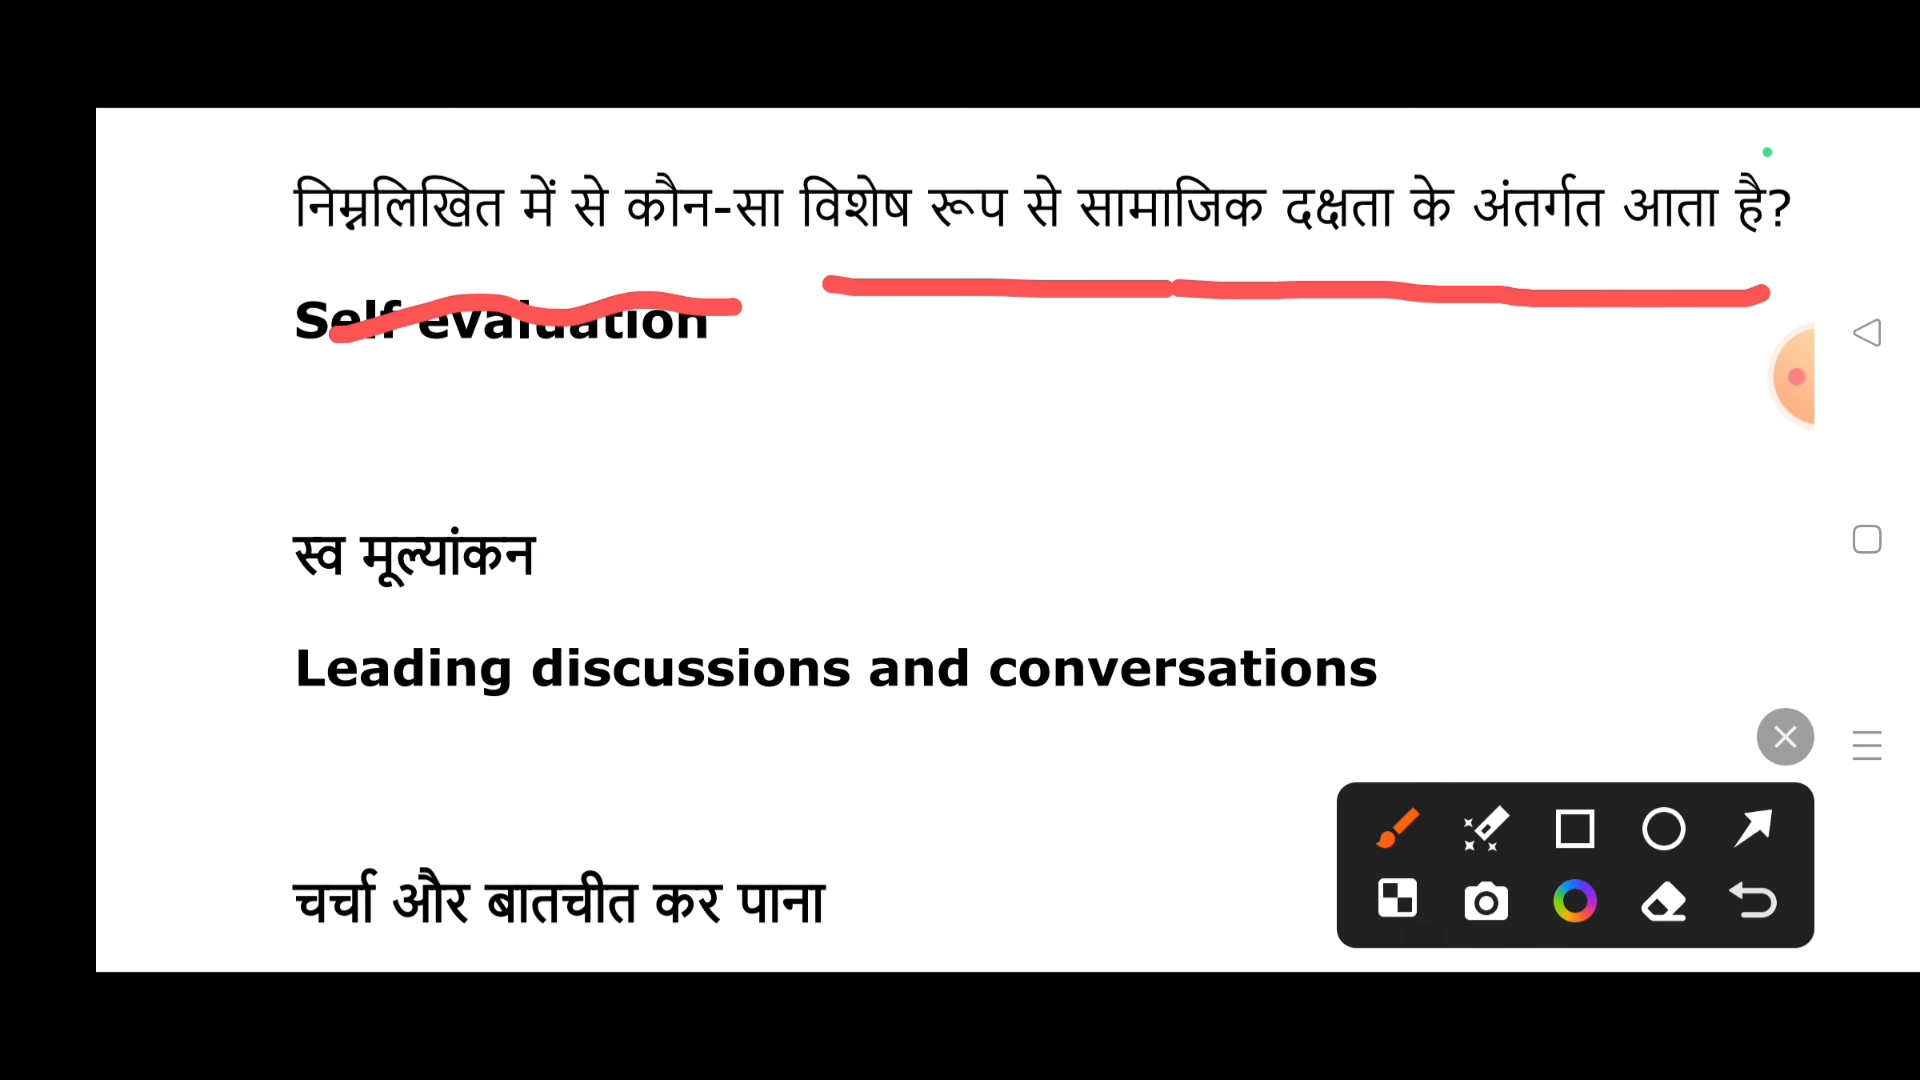 निम्नलिखित में से कौन-सा विशेष रूप से सामाजिक दक्षता के अंतर्गत आता है?
Self evaluation
स्व मूल्यांकन
Leading discussions and conversations
चर्चा और बातचीत कर पाना